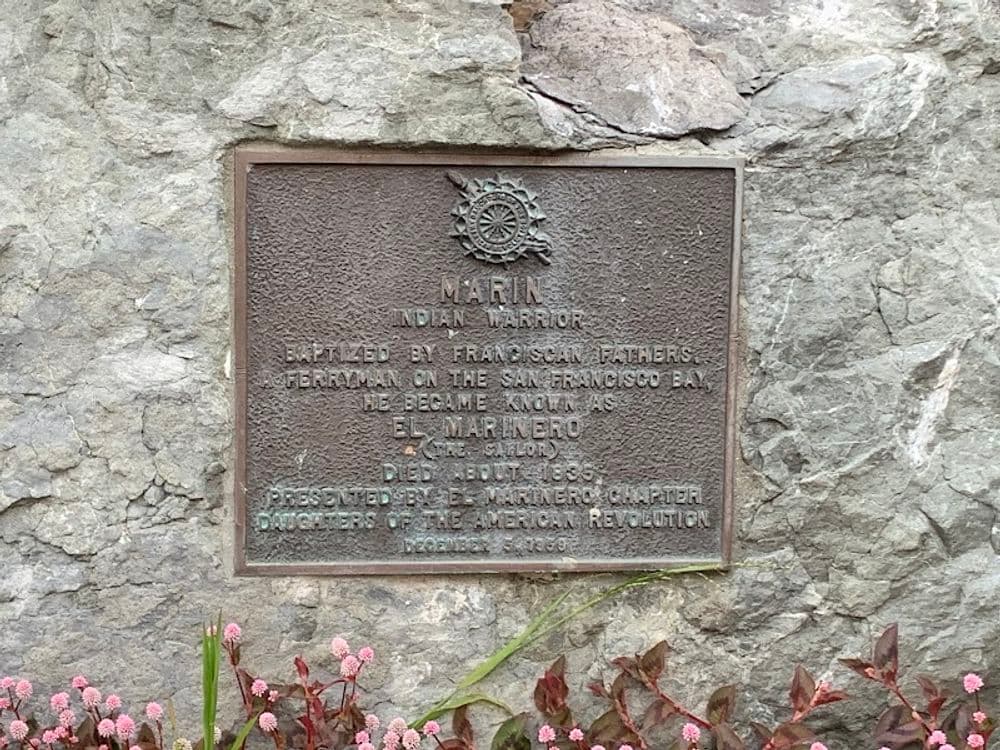 MARIN
INDIAN WARRIOR
BAPTIZED BY FRANCISCAN FATHERS,
A FERRYMAN ON THE SAN FRANCISCO BAY,
HE BECAME KNOWN AS
EL MARINERO
(THE SAILOR)
DIED ABOUT 1835
PRESENTED BY EL MARINERO CHAPTER
DAUGHTERS OF THE AMERICAN REVOLUTION
DECEMBER 5,